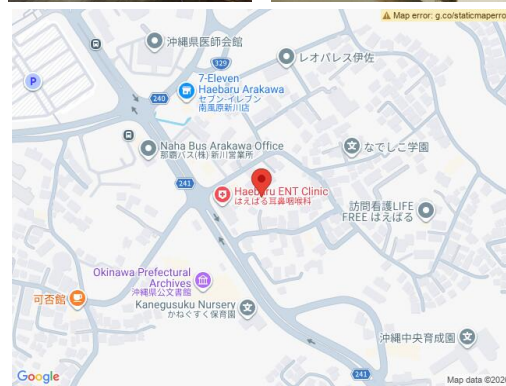 Map error: g.co/staticmaperro
沖縄県医師会館
329
レオパレス伊佐
P
7-Eleven
Haebaru Arakawa
セブン-イレブン
南風原新川店
240
Naha Bus Arakawa Office
那覇バス(株) 新川営業所
なでしこ学園
241
Haebaru ENT Clinic
はえばる耳鼻咽喉科
訪問看護LIFE
FREE はえばる
Okinawa Prefectural
Archives
沖縄県公文書館
可否館
Kanegusuku Nursery
かねぐすく保育園
沖縄中央育成園
241
Google
Map data ©2026